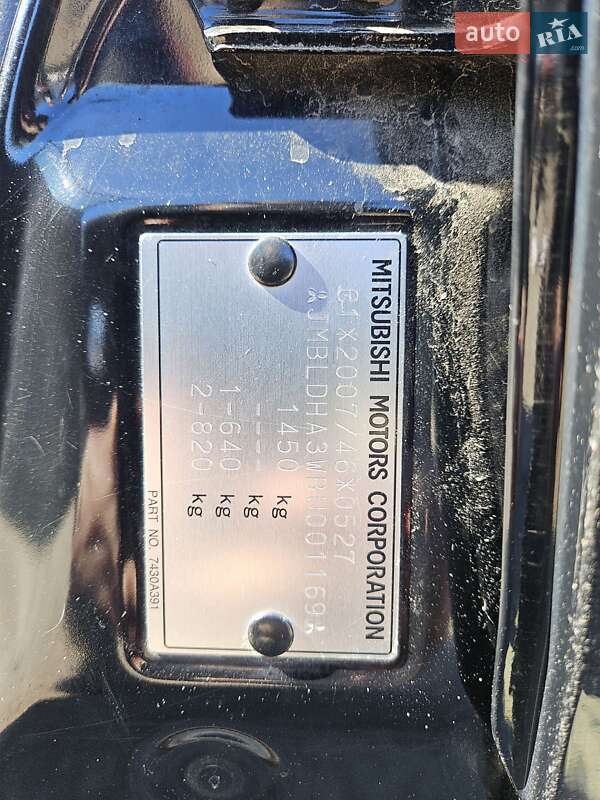 auto RIA.com
MITSUBISHI MOTORS CORPORATION
e1*2007/46*0527
1450 kg
---- kg
1-640 kg
2-820 kg
PART NO. 7430A391